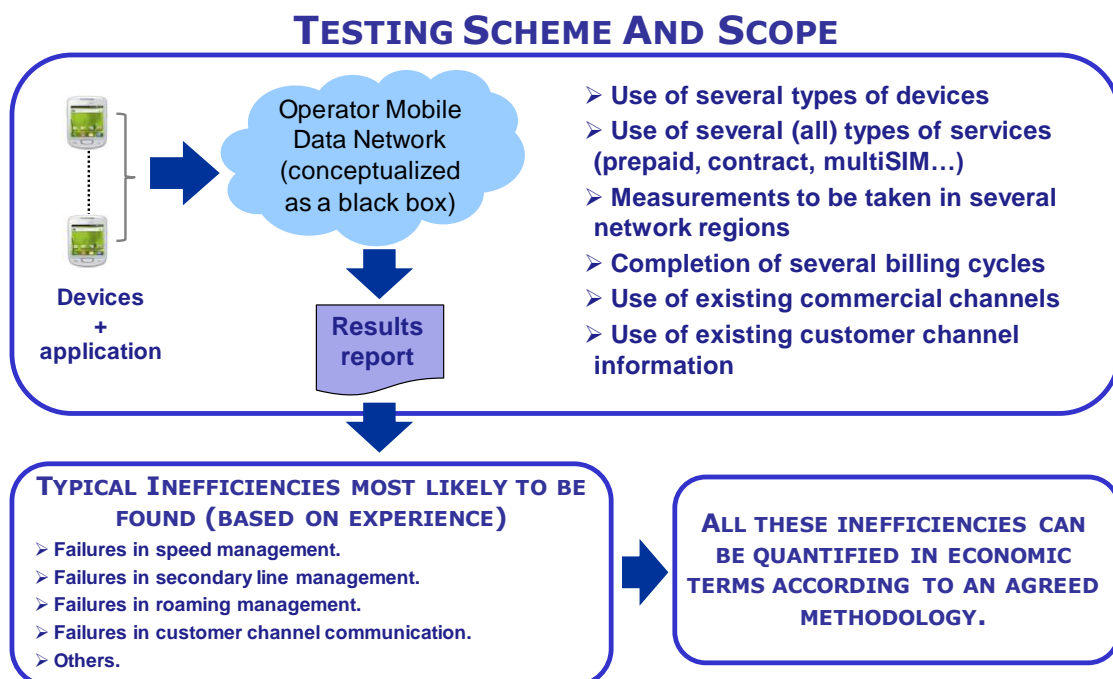 TESTING SCHEME AND SCOPE
Devices
+
application
Operator Mobile
Data Network
(conceptualized
as a black box)
Results
report
➢ Use of several types of devices
➢ Use of several (all) types of services
(prepaid, contract, multiSIM…)
➢ Measurements to be taken in several
network regions
➢ Completion of several billing cycles
➢ Use of existing commercial channels
➢ Use of existing customer channel
information
TYPICAL INEFFICIENCIES MOST LIKELY TO BE
FOUND (BASED ON EXPERIENCE)
➢ Failures in speed management.
➢ Failures in secondary line management.
➢ Failures in roaming management.
➢ Failures in customer channel communication.
➢ Others.
ALL THESE INEFFICIENCIES CAN
BE QUANTIFIED IN ECONOMIC
TERMS ACCORDING TO AN AGREED
METHODOLOGY.